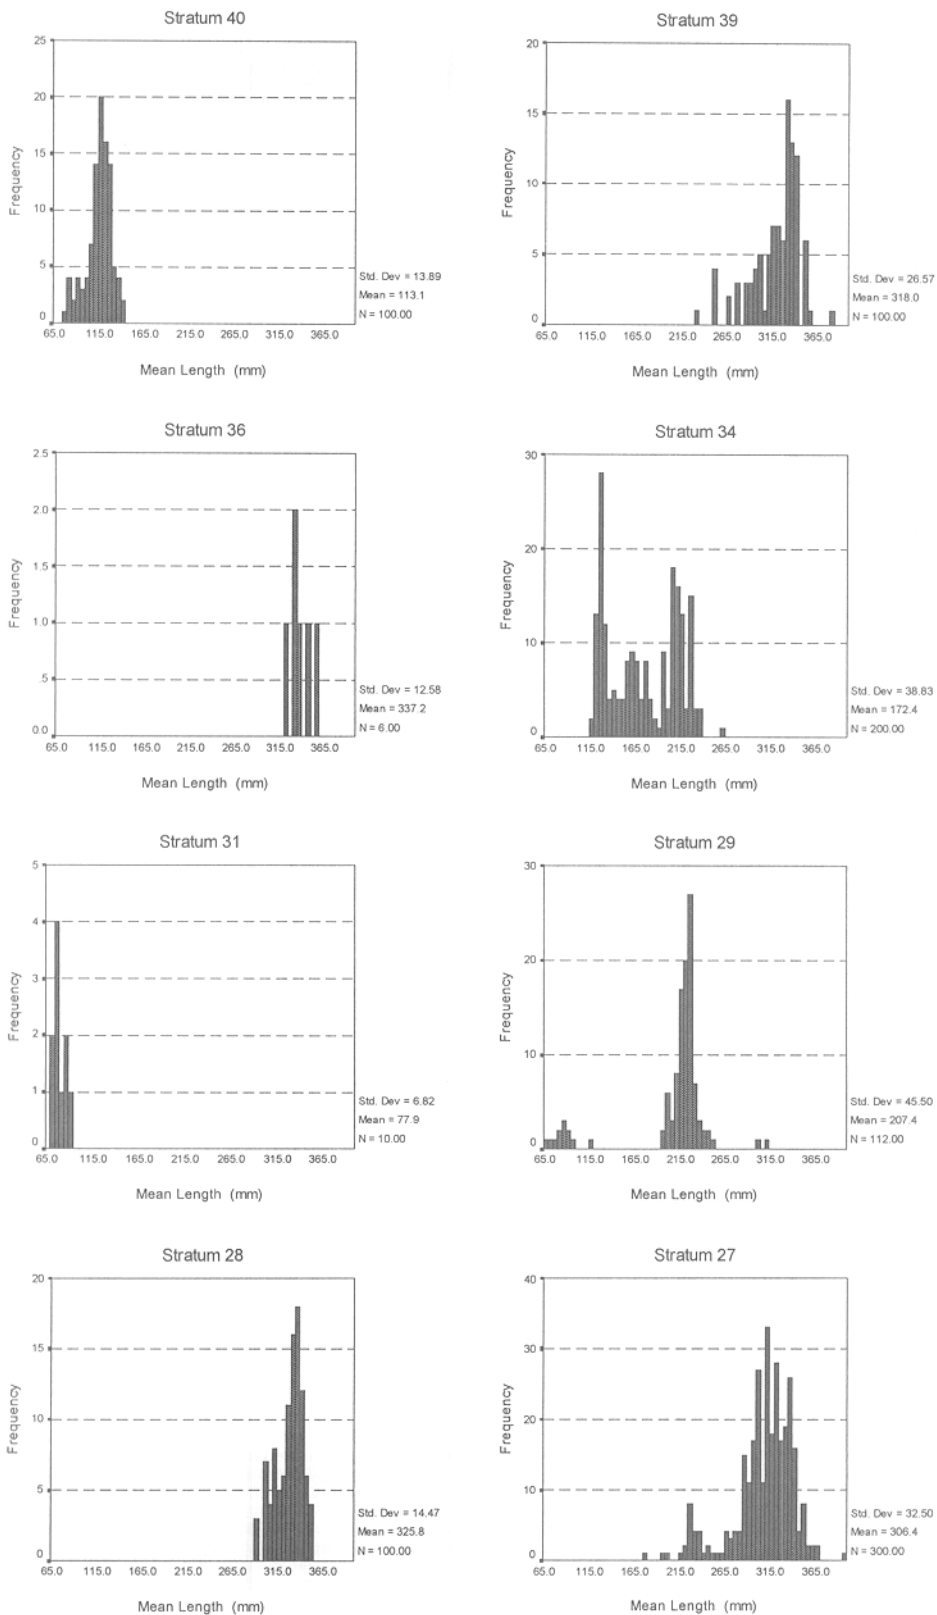 Stratum 40
25
20
15
10
5
0
Frequency
65.0 115.0 165.0 215.0 265.0 315.0 365.0
Mean Length (mm)
Std. Dev = 13.89
Mean = 113.1
N = 100.00
Stratum 39
20
15
10
5
0
Frequency
65.0 115.0 165.0 215.0 265.0 315.0 365.0
Mean Length (mm)
Std. Dev = 26.57
Mean = 318.0
N = 100.00
Stratum 36
2.5
2.0
1.5
1.0
.5
0.0
Frequency
65.0 115.0 165.0 215.0 265.0 315.0 365.0
Mean Length (mm)
Std. Dev = 12.58
Mean = 337.2
N = 6.00
Stratum 34
30
20
10
0
Frequency
65.0 115.0 165.0 215.0 265.0 315.0 365.0
Mean Length (mm)
Std. Dev = 38.83
Mean = 172.4
N = 200.00
Stratum 31
5
4
3
2
1
0
Frequency
65.0 115.0 165.0 215.0 265.0 315.0 365.0
Mean Length (mm)
Std. Dev = 6.82
Mean = 77.9
N = 10.00
Stratum 29
30
20
10
0
Frequency
65.0 115.0 165.0 215.0 265.0 315.0 365.0
Mean Length (mm)
Std. Dev = 45.50
Mean = 207.4
N = 112.00
Stratum 28
20
15
10
5
0
Frequency
65.0 115.0 165.0 215.0 265.0 315.0 365.0
Mean Length (mm)
Std. Dev = 14.47
Mean = 325.8
N = 100.00
Stratum 27
40
30
20
10
0
Frequency
65.0 115.0 165.0 215.0 265.0 315.0 365.0
Mean Length (mm)
Std. Dev = 32.50
Mean = 306.4
N = 300.00